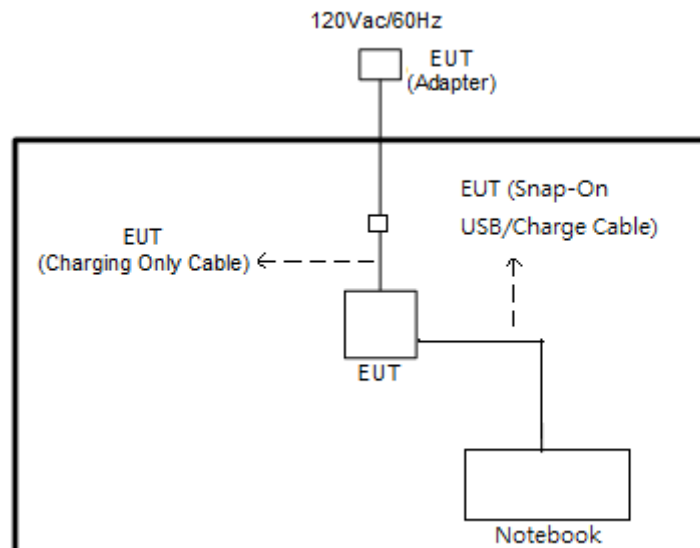 120Vac/60Hz
EUT
(Adapter)
EUT (Snap-On
USB/Charge Cable)
EUT
(Charging Only Cable)
EUT
Notebook